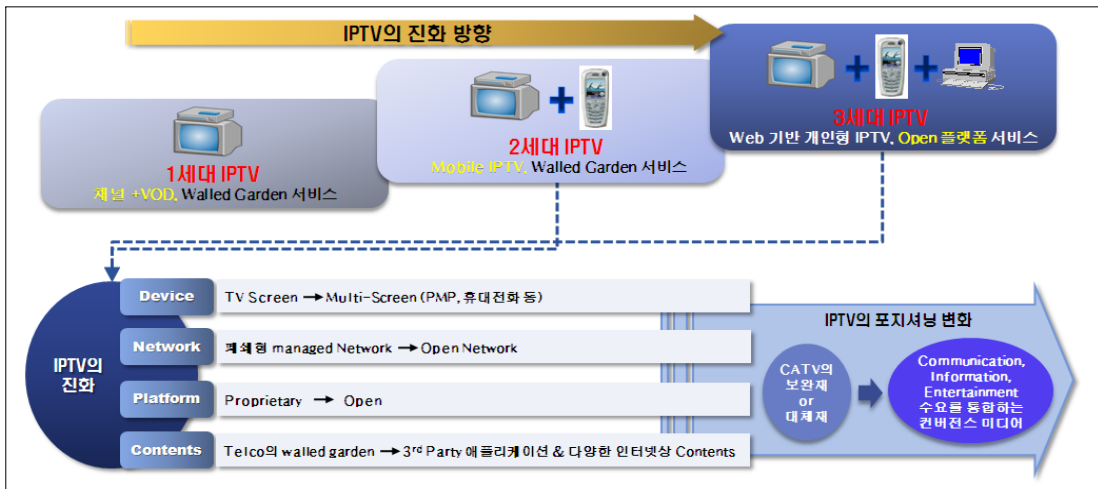 IPTV의 진화 방향
1세대 IPTV
채널 +VOD, Walled Garden 서비스
2세대 IPTV
Mobile IPTV, Walled Garden 서비스
3세대 IPTV
Web 기반 개인형 IPTV, Open 플랫폼 서비스
IPTV의
진화
Device
TV Screen → Multi-Screen (PMP, 휴대전화 등)
Network
폐쇄형 managed Network → Open Network
Platform
Proprietary → Open
Contents
Telco의 walled garden → 3rd Party 애플리케이션 & 다양한 인터넷상 Contents
IPTV의 포지셔닝 변화
CATV의
보완재
or
대체재
Communication,
Information,
Entertainment
수요를 통합하는
컨버전스 미디어